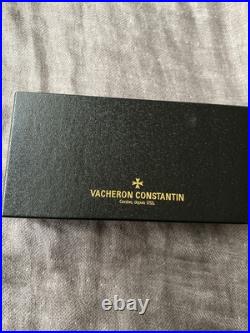 VACHERON CONSTANTIN
Genève, depuis 1755.